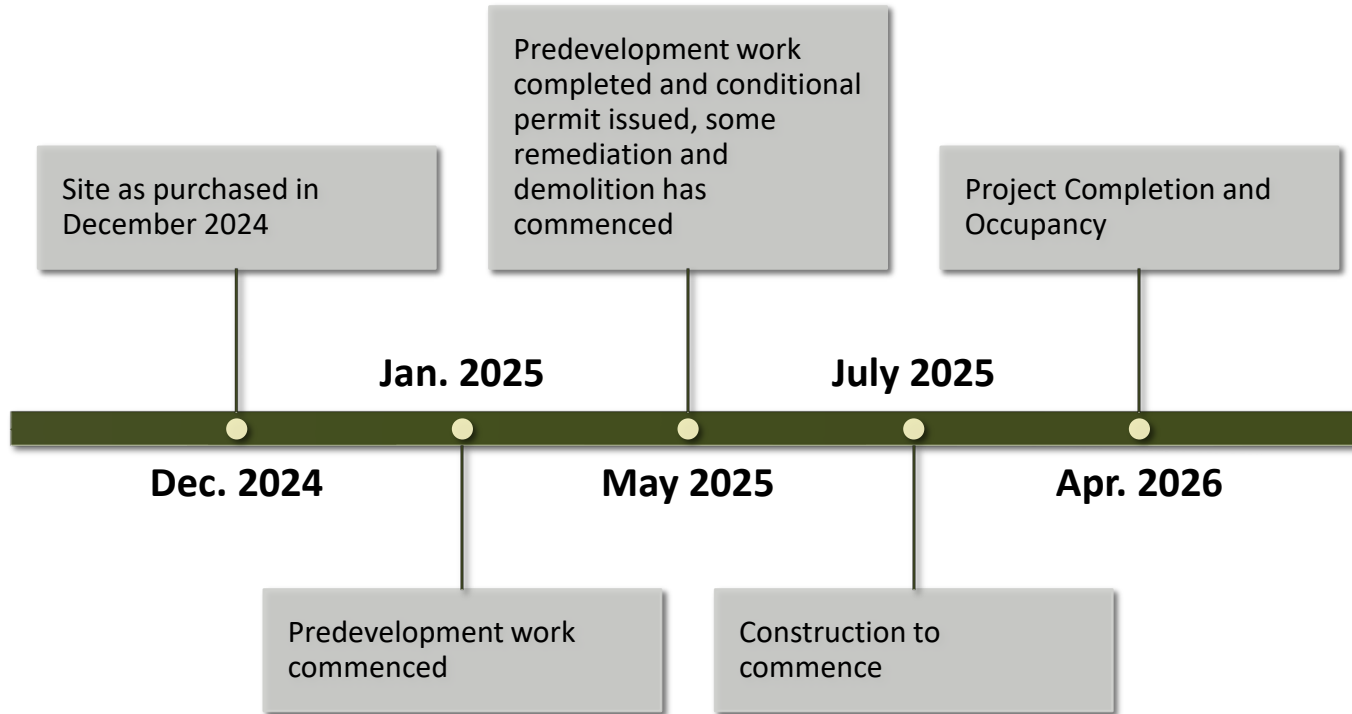 Predevelopment work
completed and conditional
permit issued, some
remediation and
demolition has
commenced
Site as purchased in
December 2024
Project Completion and
Occupancy
Jan. 2025
July 2025
Dec. 2024
May 2025
Apr. 2026
Predevelopment work
commenced
Construction to
commence